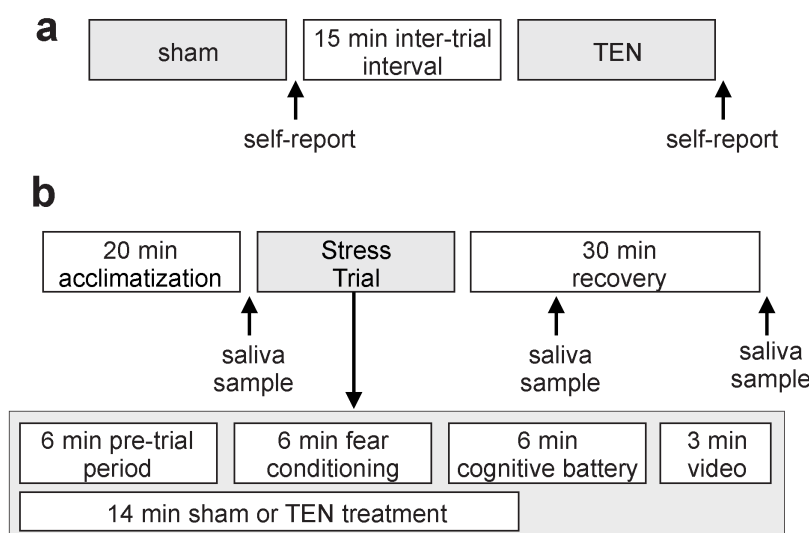 a
sham
15 min inter-trial
interval
TEN
self-report
self-report
b
20 min
acclimatization
Stress
Trial
30 min
recovery
saliva
sample
saliva
sample
saliva
sample
6 min pre-trial
period
6 min fear
conditioning
6 min
cognitive battery
3 min
video
14 min sham or TEN treatment